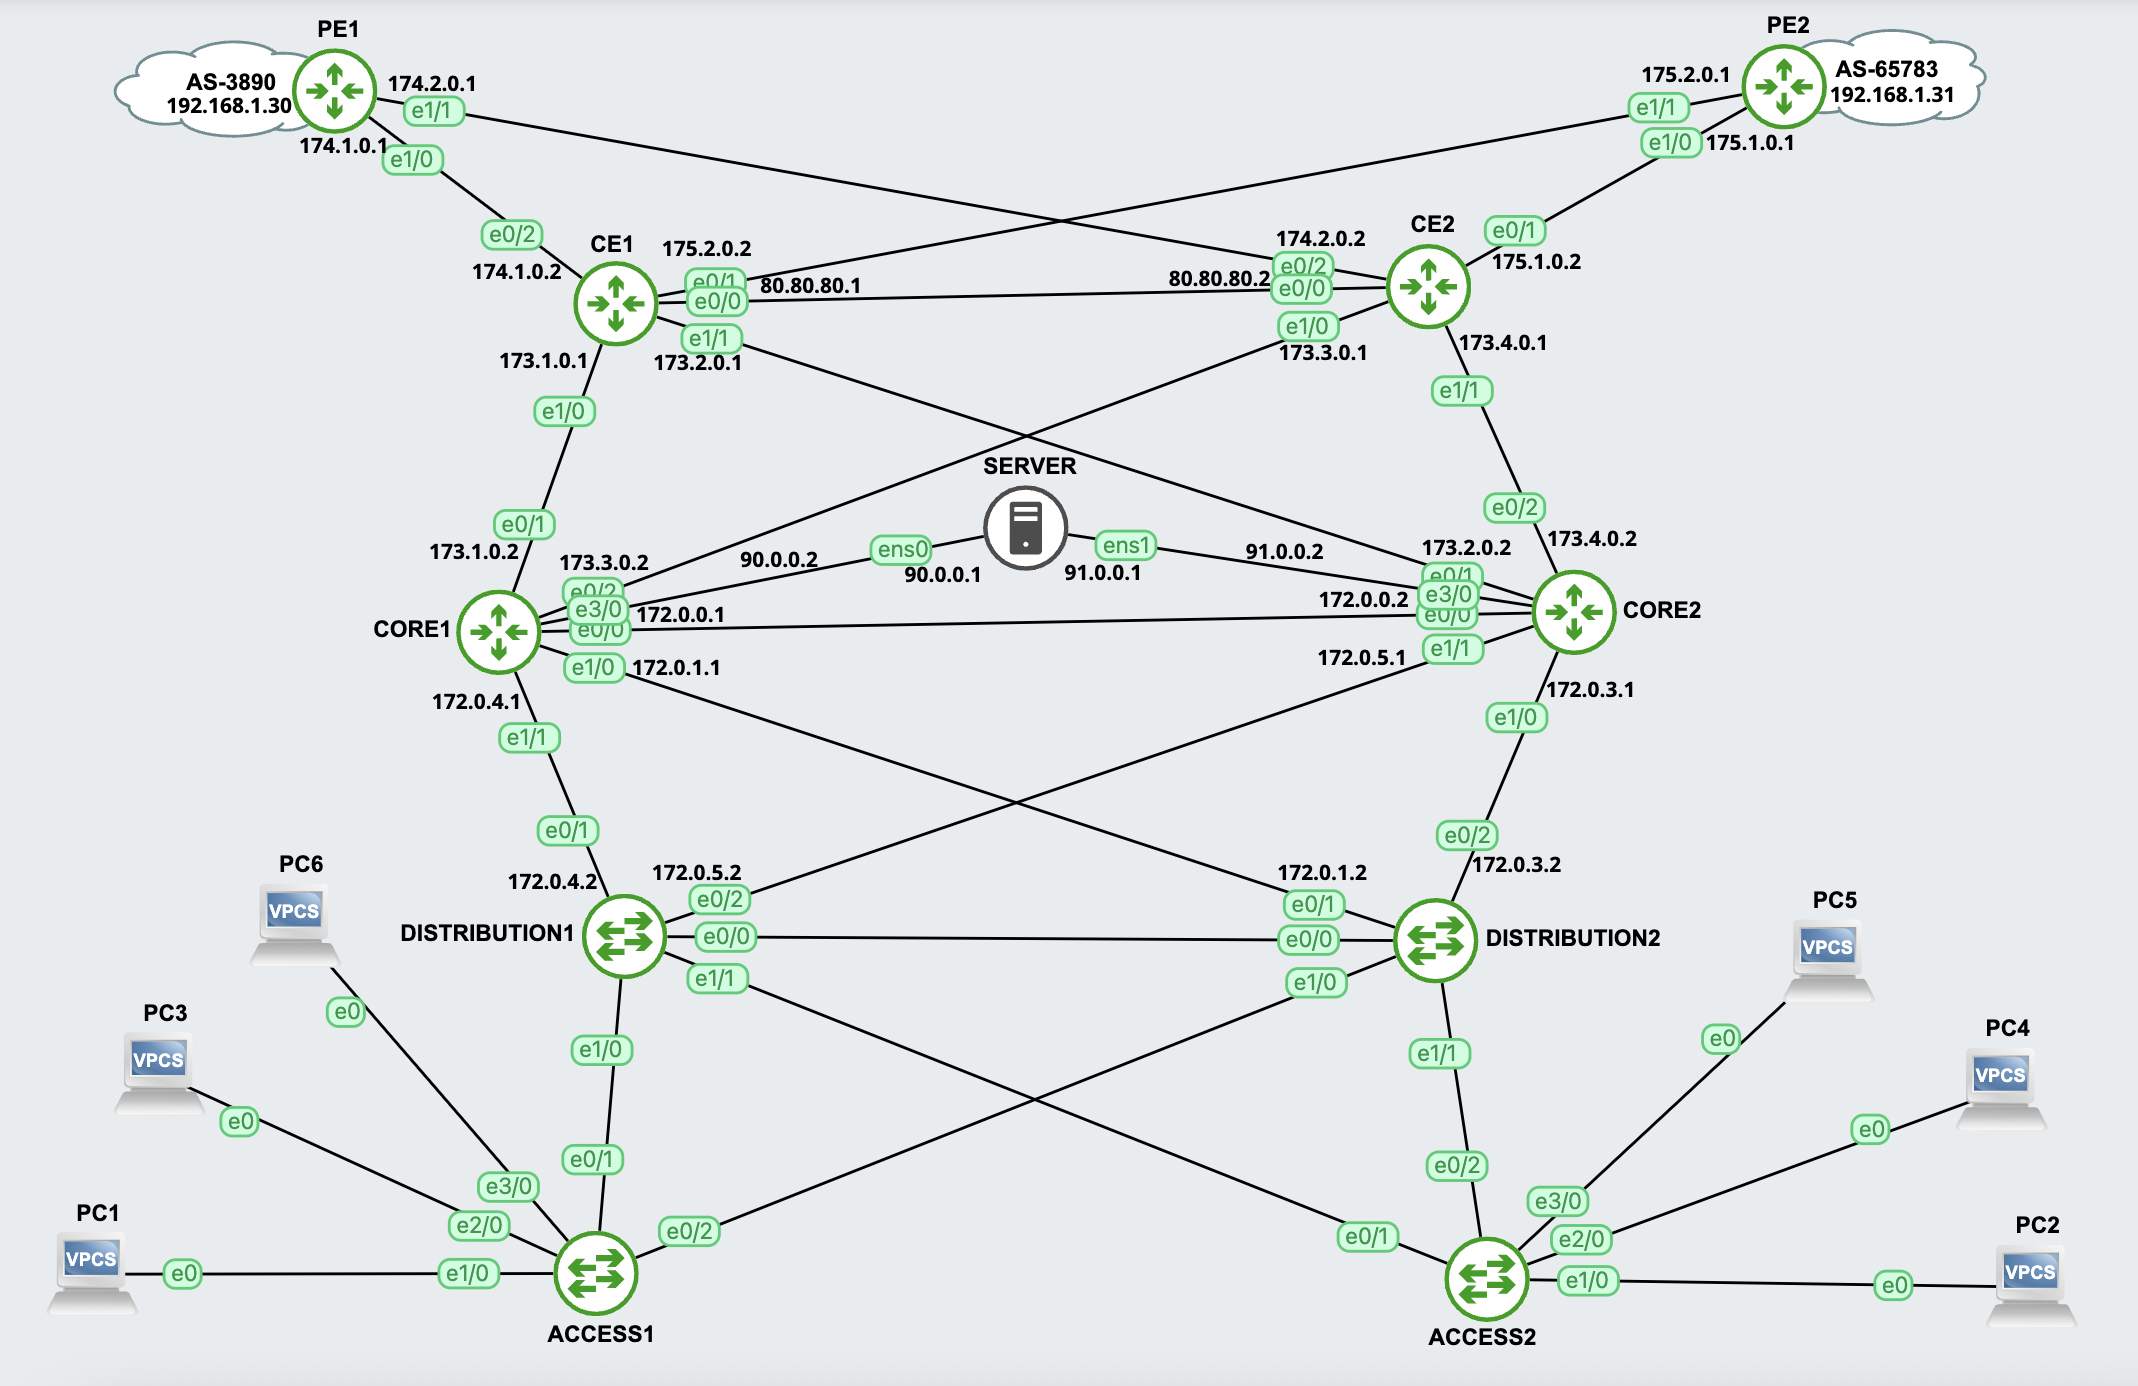 PE1
PE2
AS-3890
192.168.1.30
174.2.0.1
e1/1
174.1.0.1
e1/0
175.2.0.1
e1/1
AS-65783
192.168.1.31
e1/0
175.1.0.1
e0/2
174.1.0.2
CE1
175.2.0.2
e0/1
80.80.80.1
e0/0
e1/1
173.2.0.1
173.1.0.1
e1/0
174.2.0.2
e0/2
80.80.80.2
e0/0
CE2
e0/1
175.1.0.2
e1/0
173.3.0.1
173.4.0.1
e1/1
SERVER
e0/1
173.1.0.2
173.3.0.2
e0/2
90.0.0.2
ens0
90.0.0.1
ens1
91.0.0.1
91.0.0.2
173.2.0.2
e0/1
e0/2
173.4.0.2
CORE1
e3/0
172.0.0.1
e0/0
e1/0
172.0.1.1
172.0.4.1
e1/1
172.0.0.2
e3/0
e0/0
CORE2
172.0.5.1
e1/1
172.0.3.1
e1/0
e0/1
172.0.4.2
172.0.5.2
e0/2
DISTRIBUTION1
e0/0
e1/1
172.0.1.2
e0/1
e0/2
172.0.3.2
e0/0
DISTRIBUTION2
e1/0
PC6
VPCS
e0
PC3
VPCS
e0
PC1
VPCS
e0
e1/0
e0/1
e3/0
e2/0
e1/0
e0/2
ACCESS1
PC5
VPCS
e0
PC4
VPCS
e0
PC2
VPCS
e0
e1/1
e0/2
e0/1
e3/0
e2/0
e1/0
ACCESS2